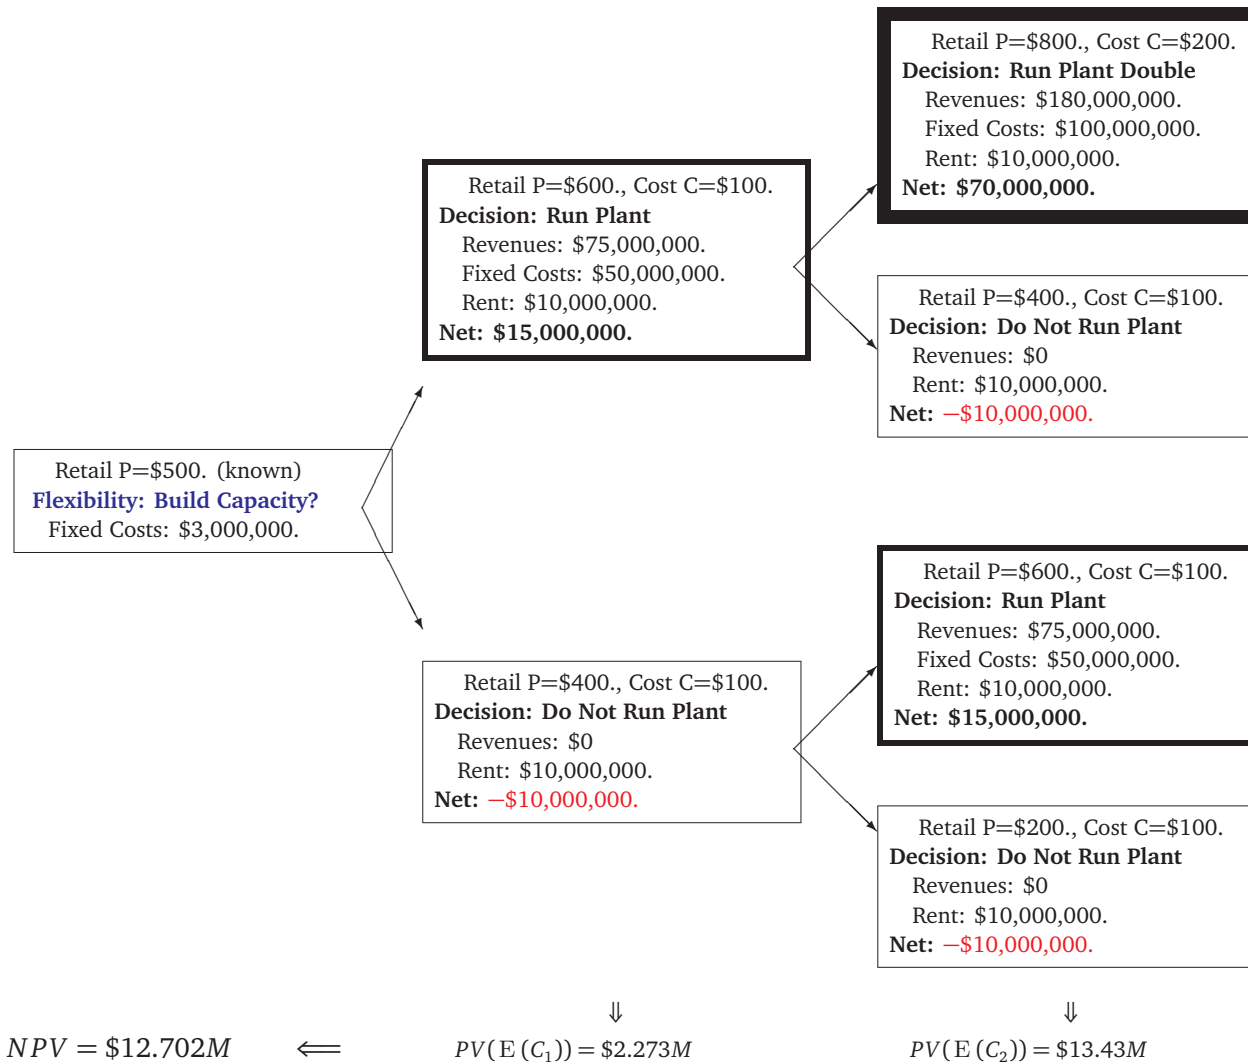 Retail P=$800., Cost C=$200.
Decision: Run Plant Double
Revenues: $180,000,000.
Fixed Costs: $100,000,000.
Rent: $10,000,000.
Net: $70,000,000.
Retail P=$600., Cost C=$100.
Decision: Run Plant
Revenues: $75,000,000.
Fixed Costs: $50,000,000.
Rent: $10,000,000.
Net: $15,000,000.
Retail P=$400., Cost C=$100.
Decision: Do Not Run Plant
Revenues: $0
Rent: $10,000,000.
Net: −$10,000,000.
Retail P=$500. (known)
Flexibility: Build Capacity?
Fixed Costs: $3,000,000.
Retail P=$600., Cost C=$100.
Decision: Run Plant
Revenues: $75,000,000.
Fixed Costs: $50,000,000.
Rent: $10,000,000.
Net: $15,000,000.
Retail P=$400., Cost C=$100.
Decision: Do Not Run Plant
Revenues: $0
Rent: $10,000,000.
Net: −$10,000,000.
Retail P=$200., Cost C=$100.
Decision: Do Not Run Plant
Revenues: $0
Rent: $10,000,000.
Net: −$10,000,000.
⇓ ⇓
NPV = $12.702M ⟸ PV(E (C₁)) = $2.273M PV(E (C₂)) = $13.43M